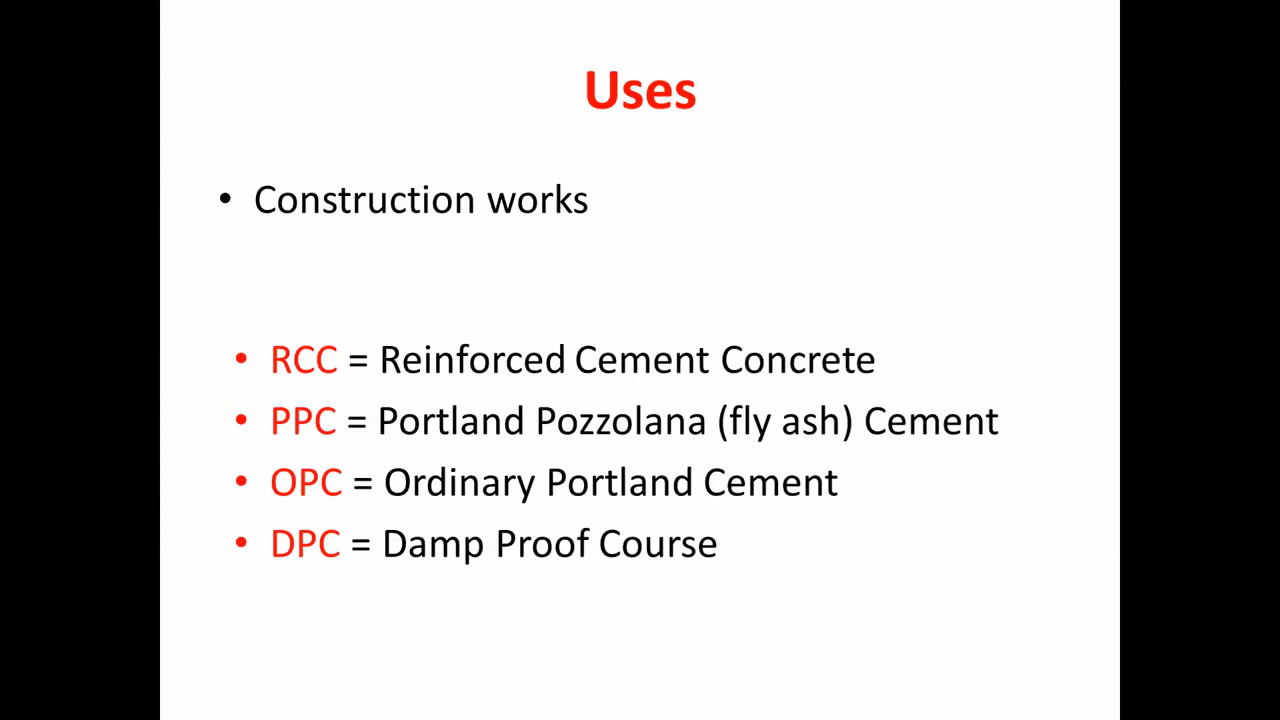 Uses
• Construction works
• RCC = Reinforced Cement Concrete
• PPC = Portland Pozzolana (fly ash) Cement
• OPC = Ordinary Portland Cement
• DPC = Damp Proof Course